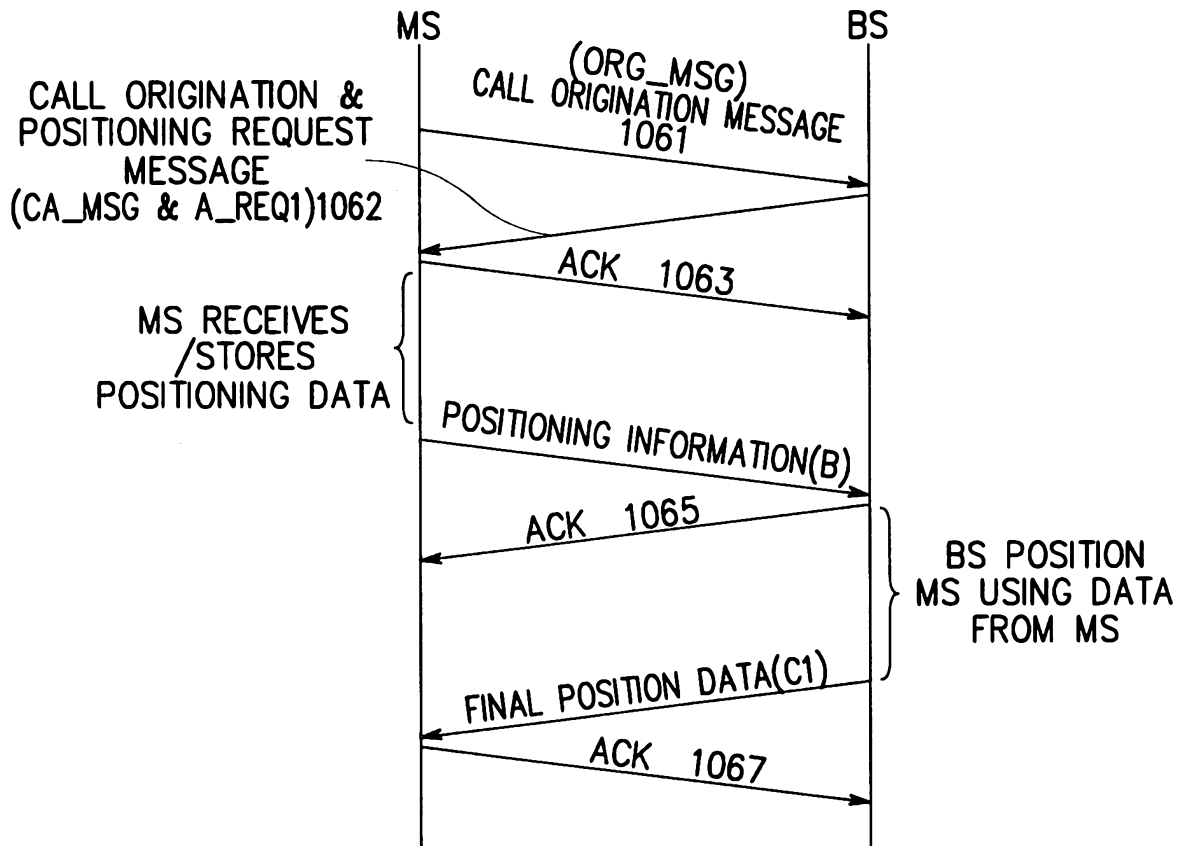 MS
BS
(ORG_MSG)
CALL ORIGINATION MESSAGE
1061
CALL ORIGINATION &
POSITIONING REQUEST
MESSAGE
(CA_MSG & A_REQ1)1062
ACK 1063
MS RECEIVES
/STORES
POSITIONING DATA
POSITIONING INFORMATION(B)
ACK 1065
BS POSITION
MS USING DATA
FROM MS
FINAL POSITION DATA(C1)
ACK 1067